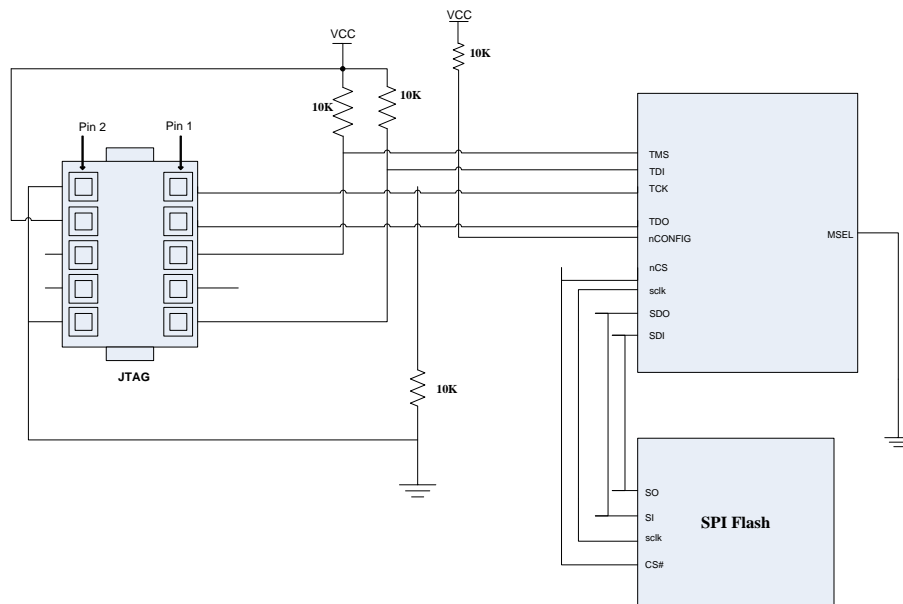 VCC
VCC
10K
10K
10K
Pin 2
Pin 1
TMS
TDI
TCK
TDO
nCONFIG
MSEL
nCS
sclk
SDO
SDI
JTAG
10K
SO
SI
SPI Flash
sclk
CS#